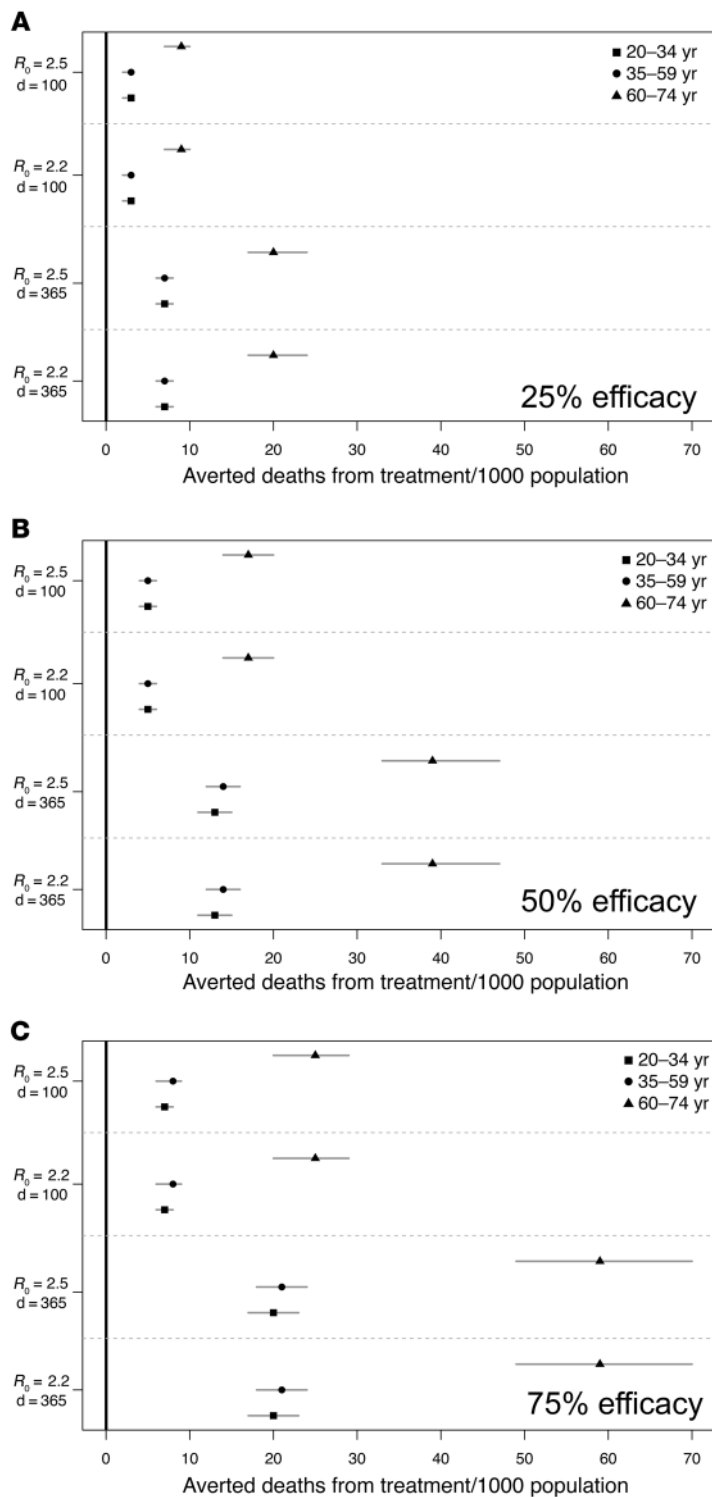 A
R₀ = 2.5
d = 100
R₀ = 2.2
d = 100
R₀ = 2.5
d = 365
R₀ = 2.2
d = 365
20–34 yr
35–59 yr
60–74 yr
25% efficacy
0 10 20 30 40 50 60 70
Averted deaths from treatment/1000 population
B
R₀ = 2.5
d = 100
R₀ = 2.2
d = 100
R₀ = 2.5
d = 365
R₀ = 2.2
d = 365
20–34 yr
35–59 yr
60–74 yr
50% efficacy
0 10 20 30 40 50 60 70
Averted deaths from treatment/1000 population
C
R₀ = 2.5
d = 100
R₀ = 2.2
d = 100
R₀ = 2.5
d = 365
R₀ = 2.2
d = 365
20–34 yr
35–59 yr
60–74 yr
75% efficacy
0 10 20 30 40 50 60 70
Averted deaths from treatment/1000 population